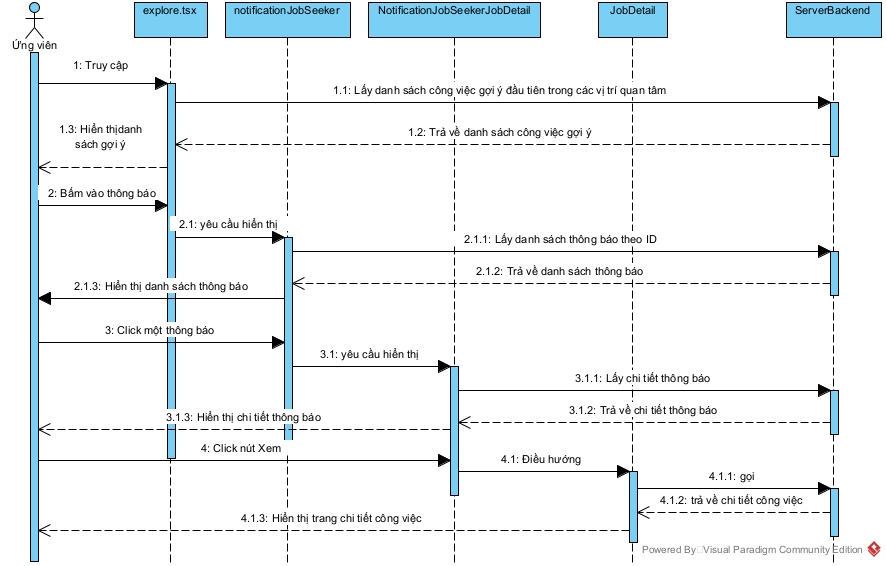 explore.tsx
notificationJobSeeker
NotificationJobSeekerJobDetail
JobDetail
ServerBackend
Ứng viên
1: Truy cập
1.1: Lấy danh sách công việc gợi ý đầu tiên trong các vị trí quan tâm
1.2: Trả về danh sách công việc gợi ý
1.3: Hiển thịdanh
sách gợi ý
2: Bấm vào thông báo
2.1: yêu cầu hiển thị
2.1.1: Lấy danh sách thông báo theo ID
2.1.2: Trả về danh sách thông báo
2.1.3: Hiển thị danh sách thông báo
3: Click một thông báo
3.1: yêu cầu hiển thị
3.1.1: Lấy chi tiết thông báo
3.1.2: Trả về chi tiết thông báo
3.1.3: Hiển thị chi tiết thông báo
4: Click nút Xem
4.1: Điều hướng
4.1.1: gọi
4.1.2: trả về chi tiết công việc
4.1.3: Hiển thị trang chi tiết công việc
Powered By Visual Paradigm Community Edition